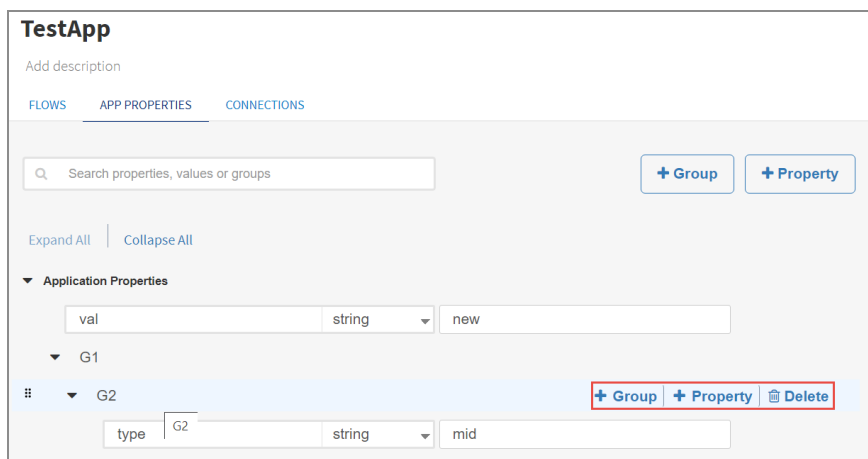 TestApp
Add description
FLOWS APP PROPERTIES CONNECTIONS
Search properties, values or groups + Group + Property
Expand All Collapse All
Application Properties
val string new
G1
G2 + Group + Property Delete
type G2 string mid